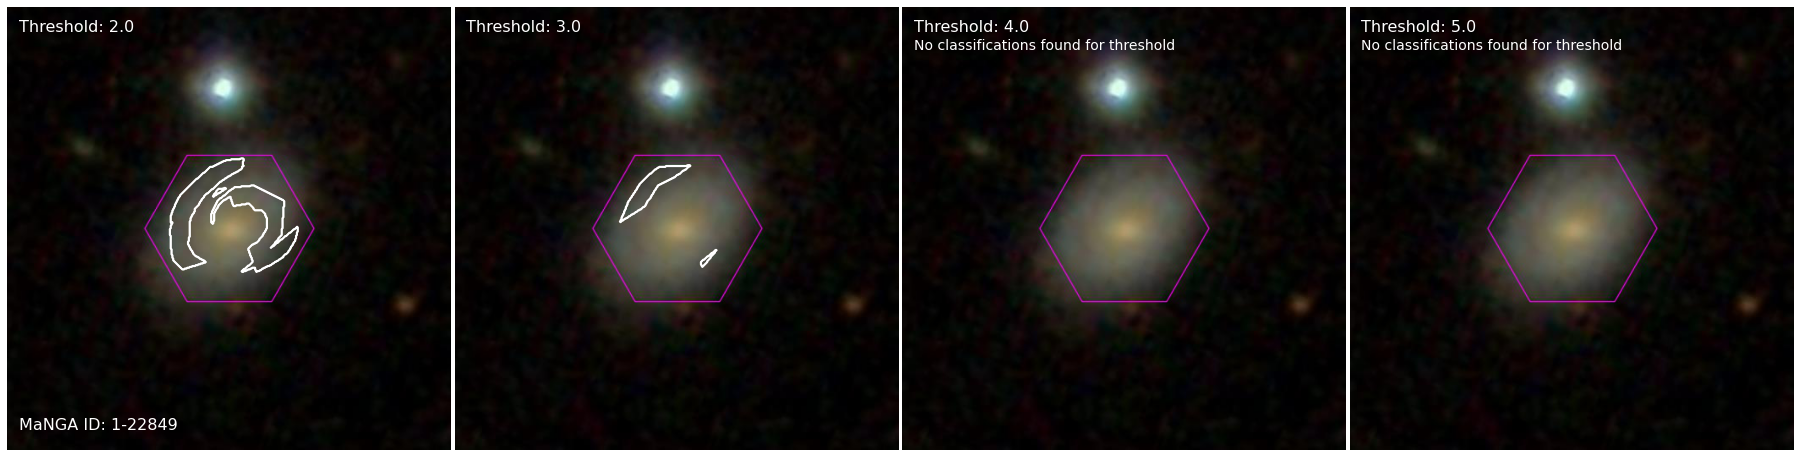 Threshold: 2.0
MaNGA ID: 1-22849
Threshold: 3.0
Threshold: 4.0
No classifications found for threshold
Threshold: 5.0
No classifications found for threshold